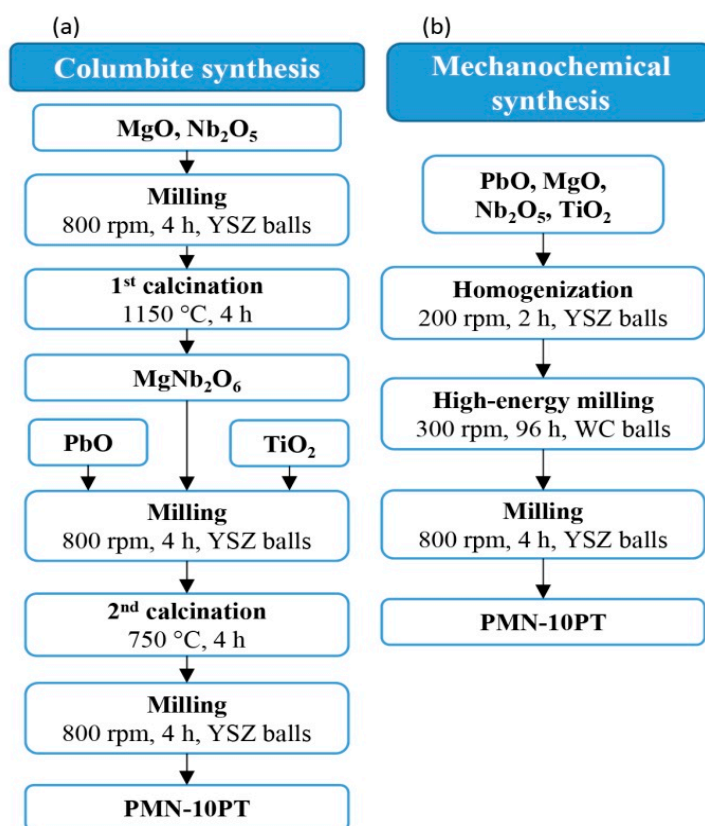 (a)
Columbite synthesis
MgO, Nb₂O₅
Milling
800 rpm, 4 h, YSZ balls
1ˢᵗ calcination
1150 °C, 4 h
MgNb₂O₆
PbO
TiO₂
Milling
800 rpm, 4 h, YSZ balls
2ⁿᵈ calcination
750 °C, 4 h
Milling
800 rpm, 4 h, YSZ balls
PMN-10PT
(b)
Mechanochemical
synthesis
PbO, MgO,
Nb₂O₅, TiO₂
Homogenization
200 rpm, 2 h, YSZ balls
High-energy milling
300 rpm, 96 h, WC balls
Milling
800 rpm, 4 h, YSZ balls
PMN-10PT